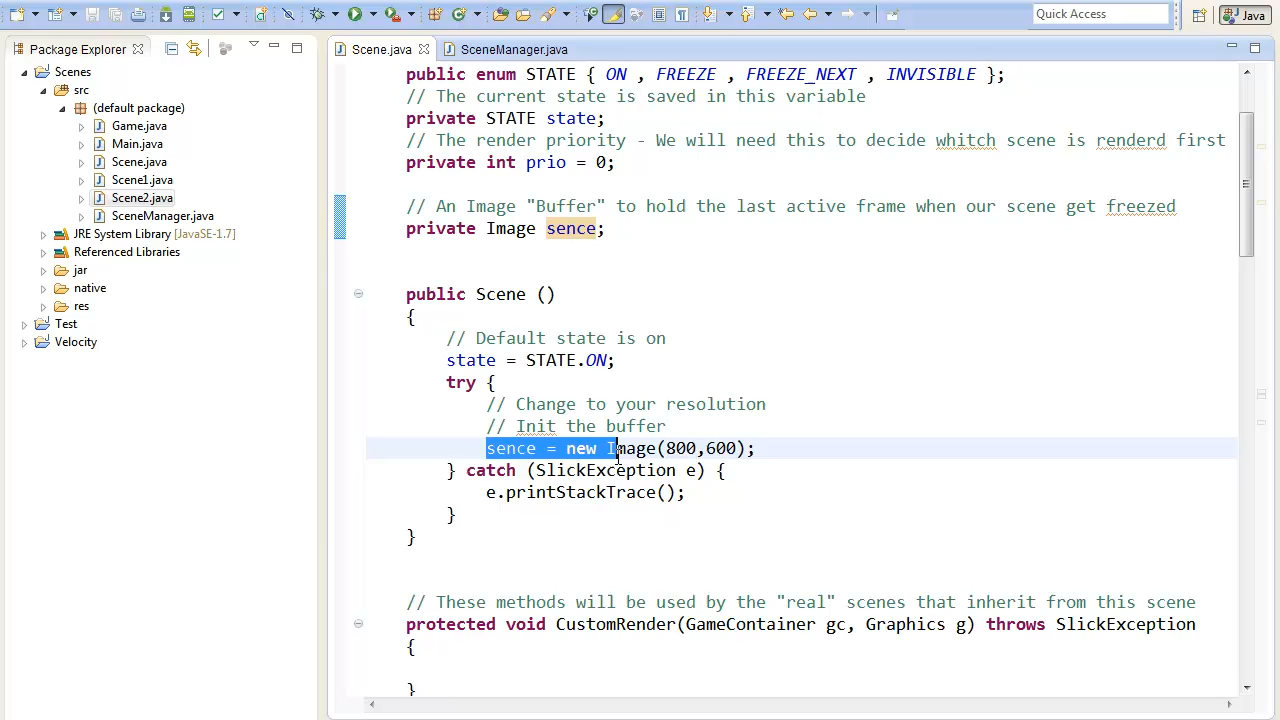 Quick Access
Java
Package Explorer
Scenes
src
(default package)
Game.java
Main.java
Scene.java
Scene1.java
Scene2.java
SceneManager.java
JRE System Library [JavaSE-1.7]
Referenced Libraries
jar
native
res
Test
Velocity
Scene.java
SceneManager.java
public enum STATE { ON , FREEZE , FREEZE_NEXT , INVISIBLE };
// The current state is saved in this variable
private STATE state;
// The render priority - We will need this to decide whitch scene is renderd first
private int prio = 0;
// An Image "Buffer" to hold the last active frame when our scene get freezed
private Image sence;
public Scene ()
{
// Default state is on
state = STATE.ON;
try {
// Change to your resolution
// Init the buffer
sence = new Image(800,600);
} catch (SlickException e) {
e.printStackTrace();
}
}
// These methods will be used by the "real" scenes that inherit from this scene
protected void CustomRender(GameContainer gc, Graphics g) throws SlickException
{
}